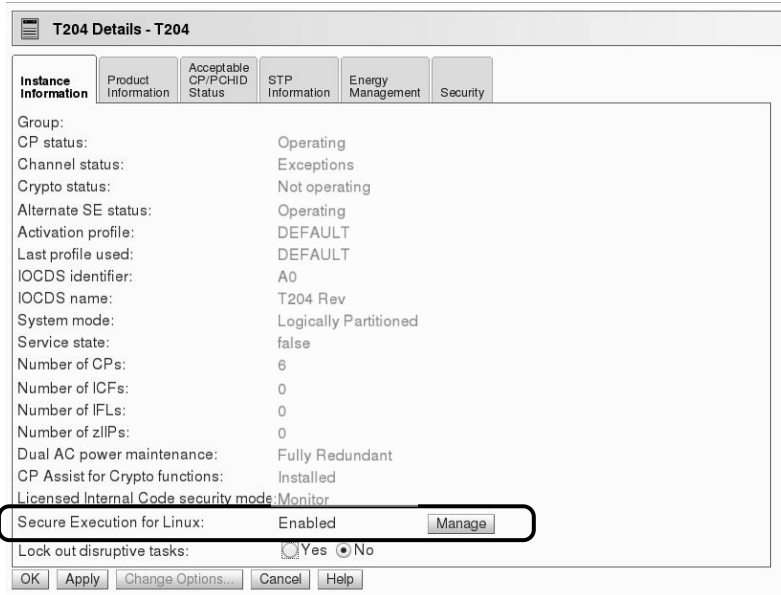 T204 Details - T204
Instance Information
Product Information
Acceptable CP/PCHID Status
STP Information
Energy Management
Security
Group:
CP status: Operating
Channel status: Exceptions
Crypto status: Not operating
Alternate SE status: Operating
Activation profile: DEFAULT
Last profile used: DEFAULT
IOCDS identifier: A0
IOCDS name: T204 Rev
System mode: Logically Partitioned
Service state: false
Number of CPs: 6
Number of ICFs: 0
Number of IFLs: 0
Number of zIIPs: 0
Dual AC power maintenance: Fully Redundant
CP Assist for Crypto functions: Installed
Licensed Internal Code security mode: Monitor
Secure Execution for Linux: Enabled Manage
Lock out disruptive tasks: Yes No
OK Apply Change Options... Cancel Help